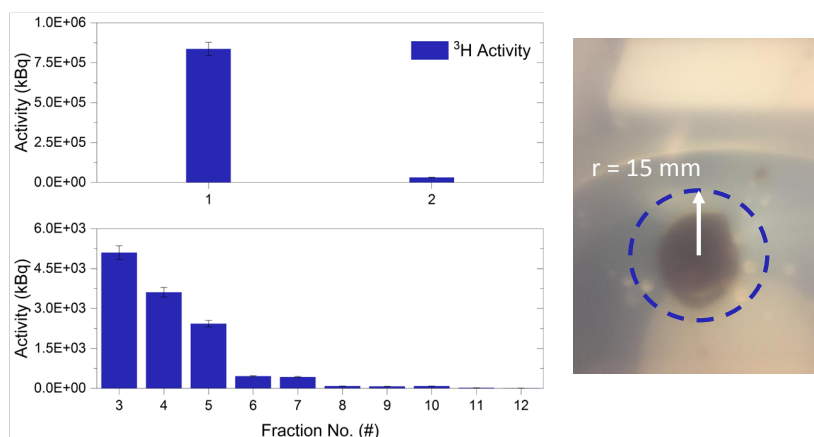 1.0E+06
7.5E+05
5.0E+05
2.5E+05
0.0E+00
Activity (kBq)
³H Activity
1 2
6.0E+03
4.5E+03
3.0E+03
1.5E+03
0.0E+00
Activity (kBq)
3 4 5 6 7 8 9 10 11 12
Fraction No. (#)
r = 15 mm